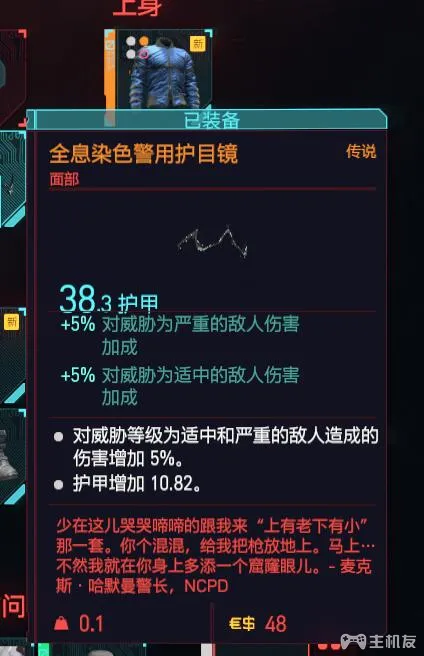 上身
新
已装备
全息染色警用护目镜
传说
面部
38.3 护甲
+5% 对威胁为严重的敌人伤害
加成
+5% 对威胁为适中的敌人伤害
加成
新
对威胁等级为适中和严重的敌人造成的
伤害增加 5%。
护甲增加 10.82。
少在这儿哭哭啼啼的跟我来“上有老下有小”
那一套。你个混混，给我把枪放地上。马上…
不然我就在你身上多添一个窟窿眼儿。- 麦克
斯·哈默曼警长，NCPD
问
0.1
€$ 48
主机友